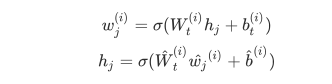 w_j^{(i)} = σ(W_t^{(i)} h_j + b_t^{(i)})
h_j = σ(Ŵ_t^{(i)} ŵ_j^{(i)} + b̂^{(i)})